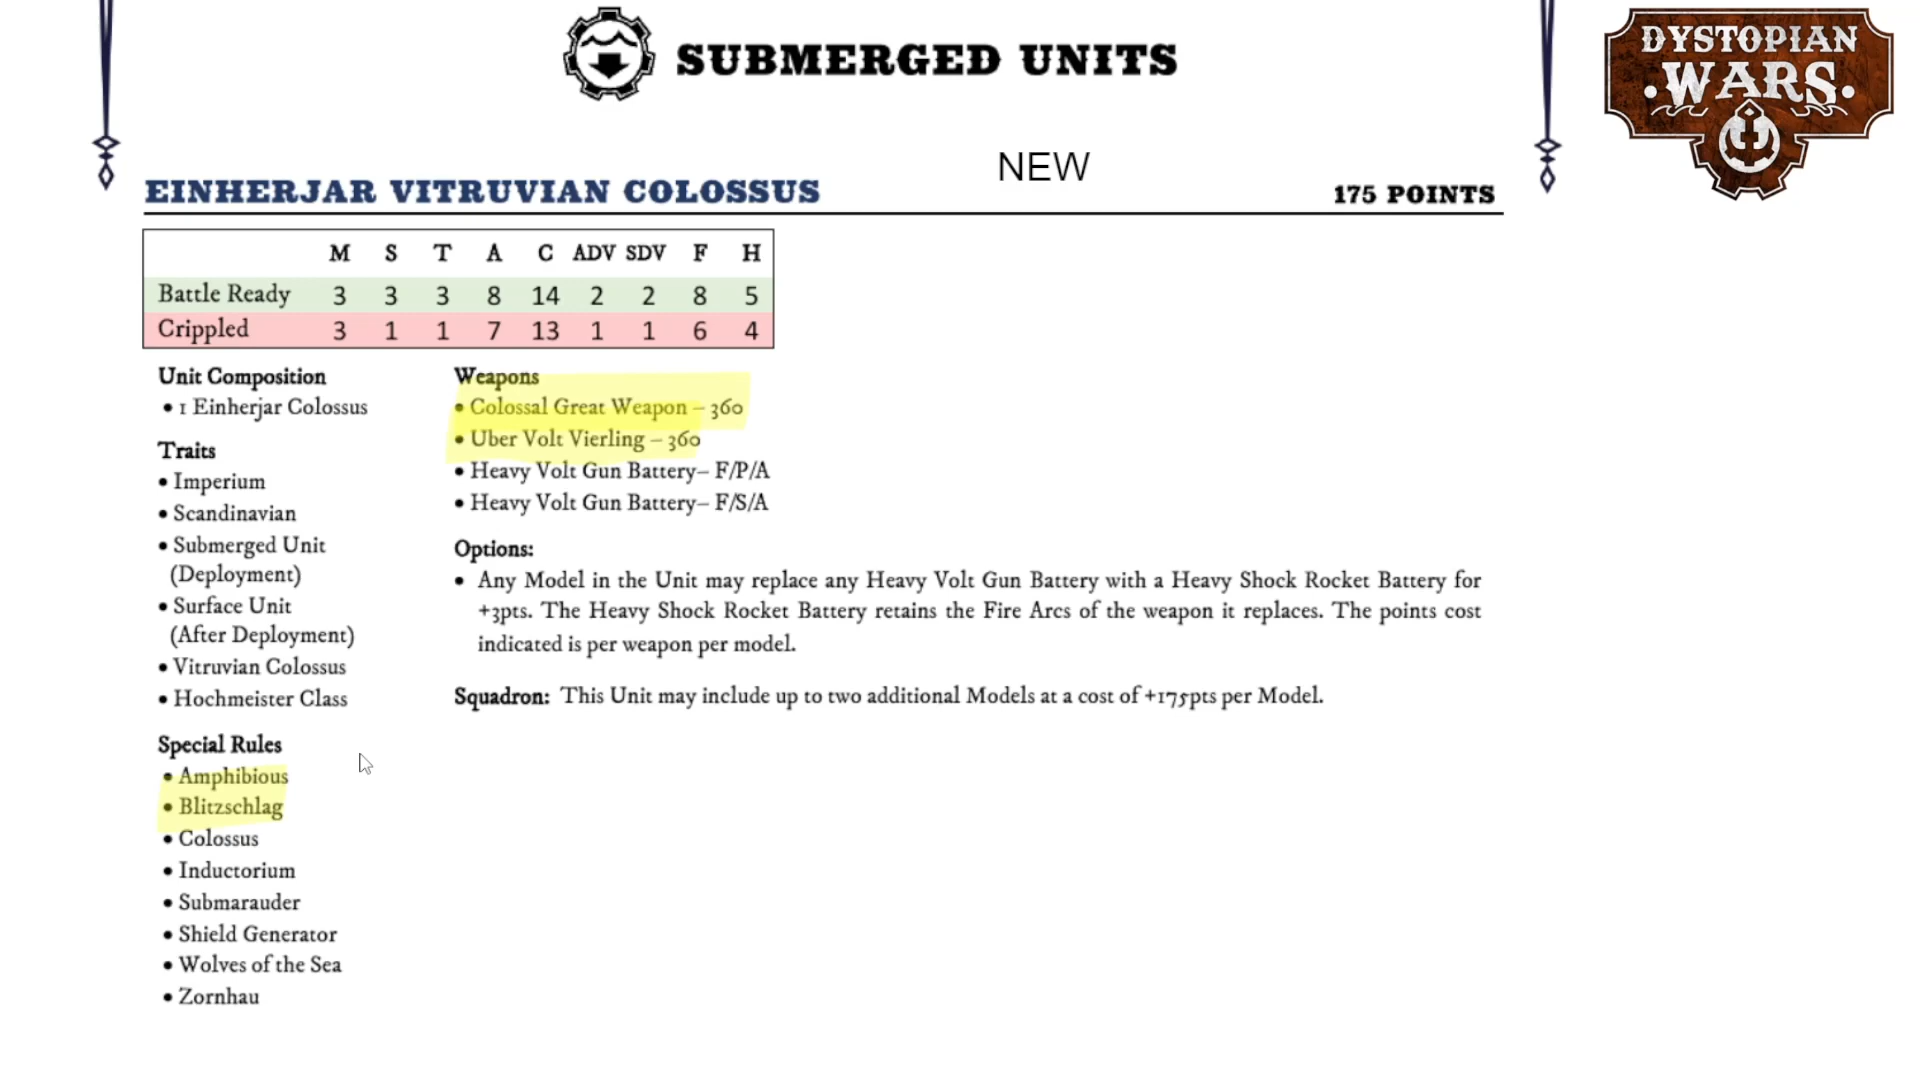 SUBMERGED UNITS
DYSTOPIAN
WARS
NEW
EINHERJAR VITRUVIAN COLOSSUS
175 POINTS
M S T A C ADV SDV F H
Battle Ready 3 3 3 8 14 2 2 8 5
Crippled 3 1 1 7 13 1 1 6 4
Unit Composition
• 1 Einherjar Colossus
Traits
• Imperium
• Scandinavian
• Submerged Unit
(Deployment)
• Surface Unit
(After Deployment)
• Vitruvian Colossus
• Hochmeister Class
Special Rules
• Amphibious
• Blitzschlag
• Colossus
• Inductorium
• Submarauder
• Shield Generator
• Wolves of the Sea
• Zornhau
Weapons
• Colossal Great Weapon – 360
• Uber Volt Vierling – 360
• Heavy Volt Gun Battery– F/P/A
• Heavy Volt Gun Battery– F/S/A
Options:
• Any Model in the Unit may replace any Heavy Volt Gun Battery with a Heavy Shock Rocket Battery for
+3pts. The Heavy Shock Rocket Battery retains the Fire Arcs of the weapon it replaces. The points cost
indicated is per weapon per model.
Squadron: This Unit may include up to two additional Models at a cost of +175pts per Model.